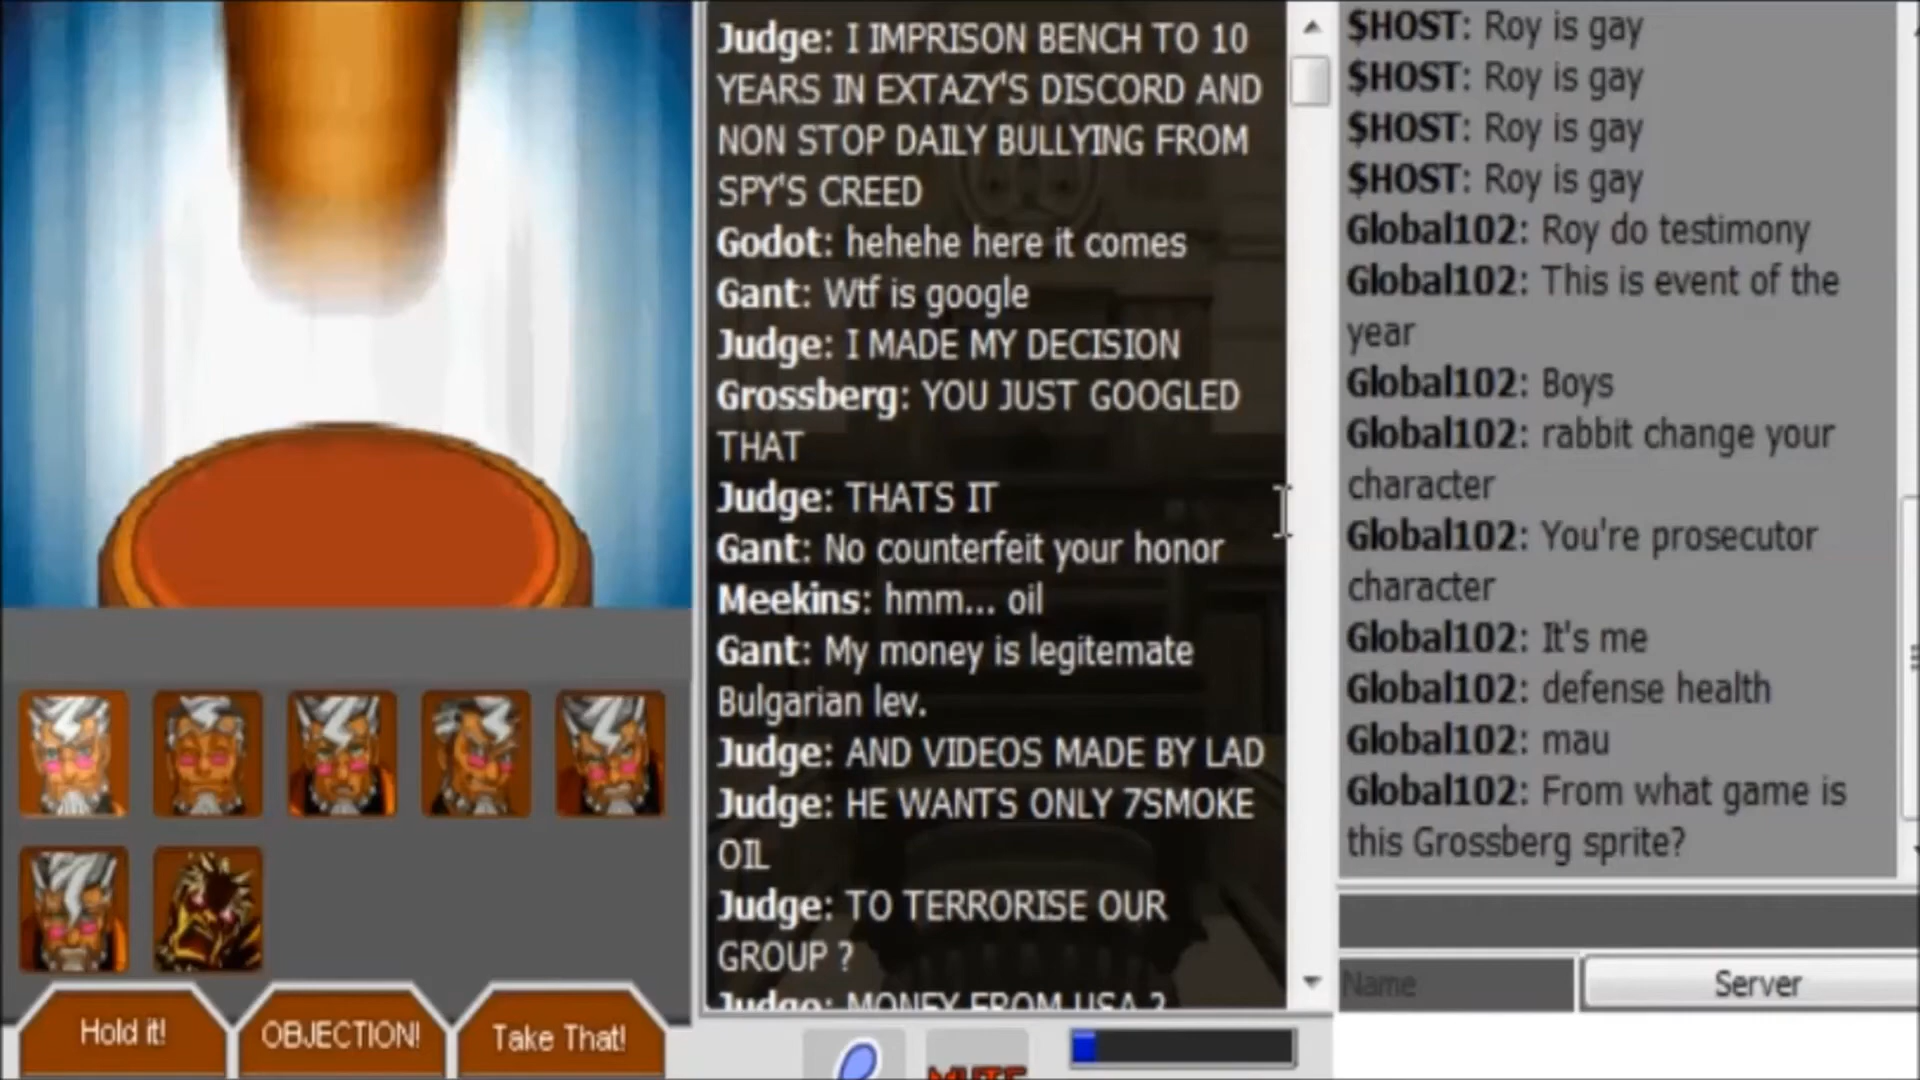 Judge: I IMPRISON BENCH TO 10
YEARS IN EXTAZY'S DISCORD AND
NON STOP DAILY BULLYING FROM
SPY'S CREED
Godot: hehehe here it comes
Gant: Wtf is google
Judge: I MADE MY DECISION
Grossberg: YOU JUST GOOGLED
THAT
Judge: THATS IT
Gant: No counterfeit your honor
Meekins: hmm... oil
Gant: My money is legitemate
Bulgarian lev.
Judge: AND VIDEOS MADE BY LAD
Judge: HE WANTS ONLY 7SMOKE
OIL
Judge: TO TERRORISE OUR
GROUP ?
Judge: MONEY FROM USA ?
$HOST: Roy is gay
$HOST: Roy is gay
$HOST: Roy is gay
$HOST: Roy is gay
Global102: Roy do testimony
Global102: This is event of the
year
Global102: Boys
Global102: rabbit change your
character
Global102: You're prosecutor
character
Global102: It's me
Global102: defense health
Global102: mau
Global102: From what game is
this Grossberg sprite?
Name
Server
Hold it!
OBJECTION!
Take That!
MUTE